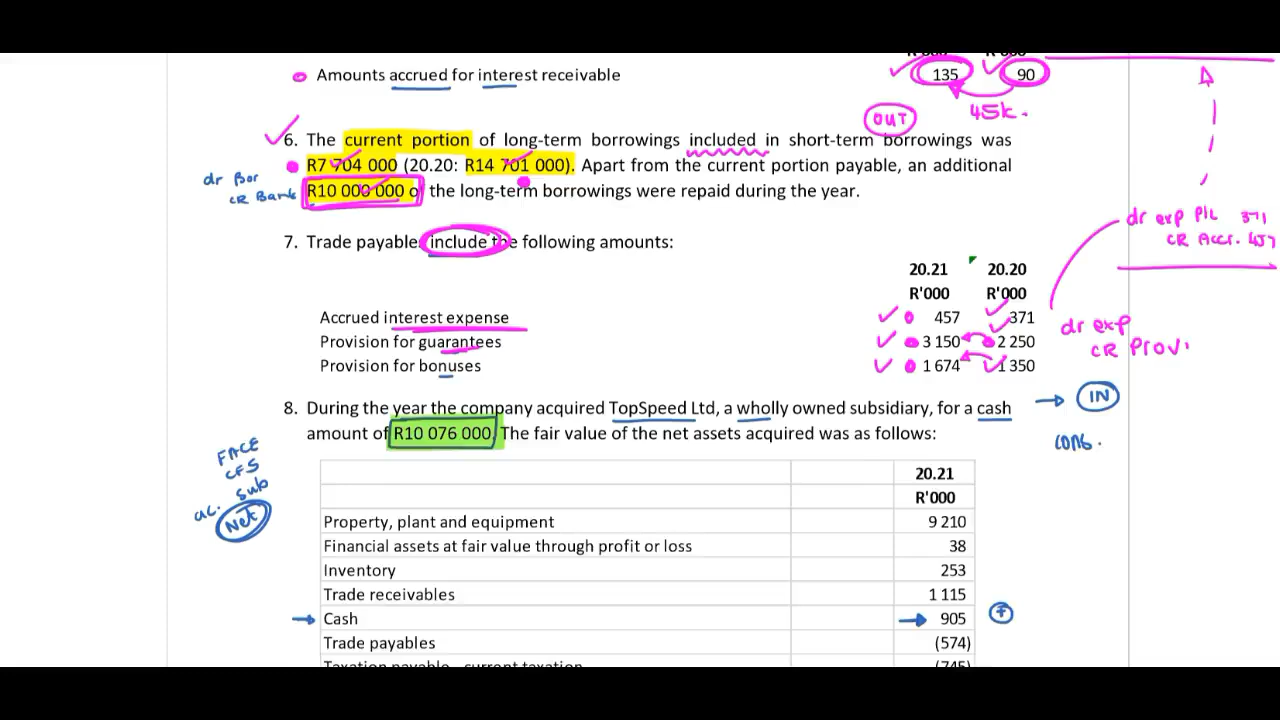 Amounts accrued for interest receivable 135 90
45k.
OUT
6. The current portion of long-term borrowings included in short-term borrowings was
R7 704 000 (20.20: R14 701 000). Apart from the current portion payable, an additional
dr Bor
CR Bank
R10 000 000 of the long-term borrowings were repaid during the year.
dr exp P/L 371
CR Accr. 457
7. Trade payable include the following amounts:
20.21 20.20
R'000 R'000
Accrued interest expense 457 371
Provision for guarantees 3 150 2 250
Provision for bonuses 1 674 1 350
dr exp
CR Prov
8. During the year the company acquired TopSpeed Ltd, a wholly owned subsidiary, for a cash
IN
amount of R10 076 000. The fair value of the net assets acquired was as follows:
FACE
CFS
Sub
ac.
Net
20.21
R'000
Property, plant and equipment 9 210
Financial assets at fair value through profit or loss 38
Inventory 253
Trade receivables 1 115
Cash 905
+
Trade payables (574)
Taxation payable - current taxation (745)